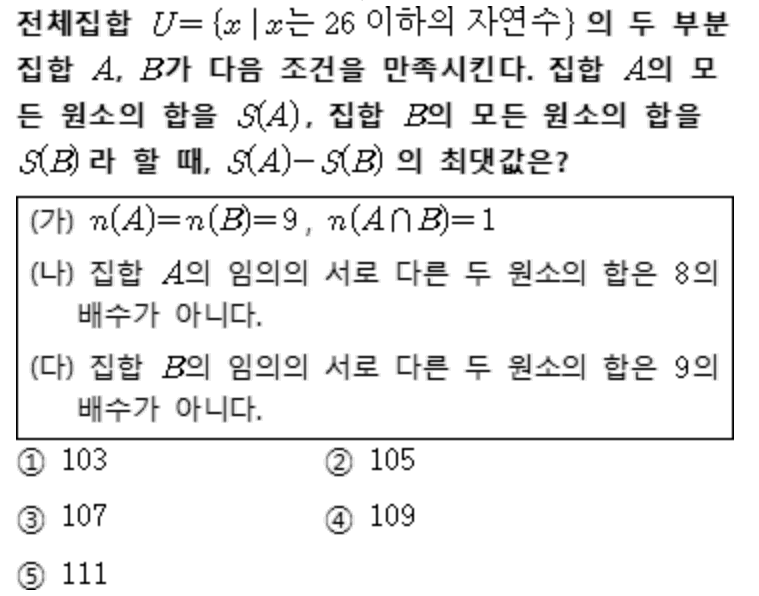 전체집합 U={x | x는 26 이하의 자연수} 의 두 부분
집합 A, B가 다음 조건을 만족시킨다. 집합 A의 모
든 원소의 합을 S(A), 집합 B의 모든 원소의 합을
S(B) 라 할 때, S(A)-S(B) 의 최댓값은?
(가) n(A)=n(B)=9, n(A∩B)=1
(나) 집합 A의 임의의 서로 다른 두 원소의 합은 8의
배수가 아니다.
(다) 집합 B의 임의의 서로 다른 두 원소의 합은 9의
배수가 아니다.
① 103 ② 105
③ 107 ④ 109
⑤ 111